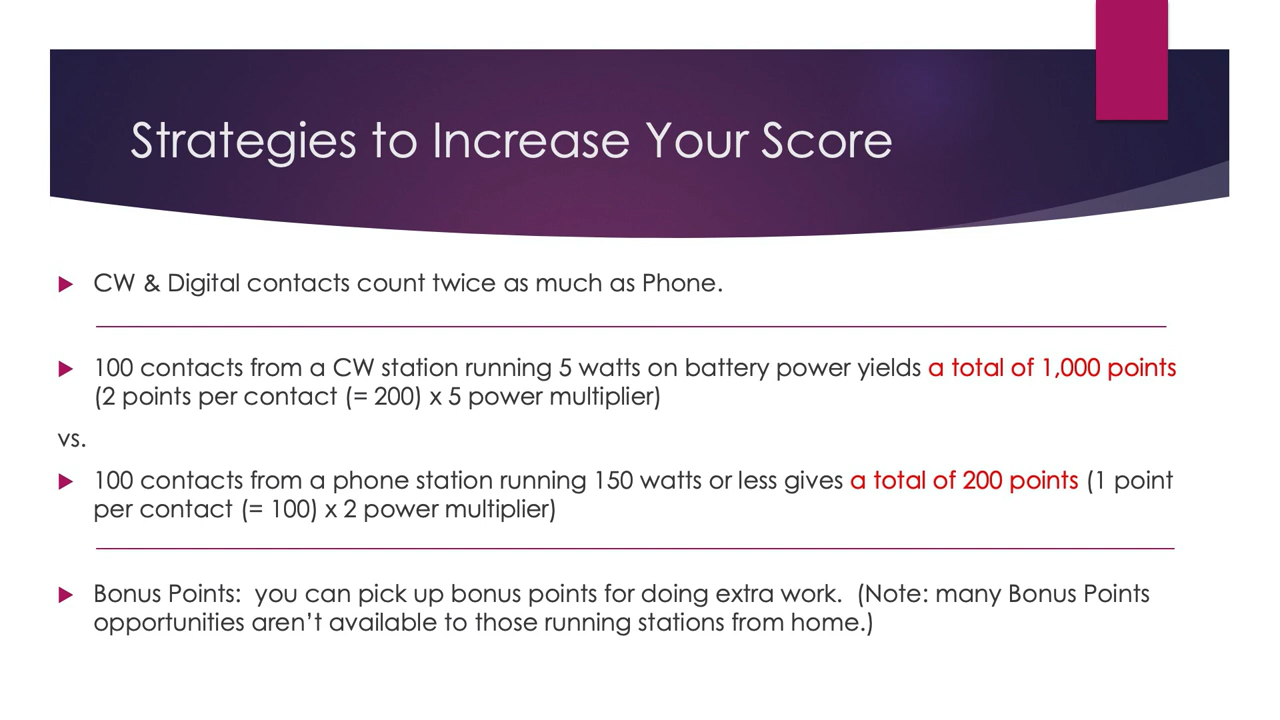 Strategies to Increase Your Score
CW & Digital contacts count twice as much as Phone.
100 contacts from a CW station running 5 watts on battery power yields a total of 1,000 points
(2 points per contact (= 200) x 5 power multiplier)
vs.
100 contacts from a phone station running 150 watts or less gives a total of 200 points (1 point
per contact (= 100) x 2 power multiplier)
Bonus Points:  you can pick up bonus points for doing extra work.  (Note: many Bonus Points
opportunities aren’t available to those running stations from home.)